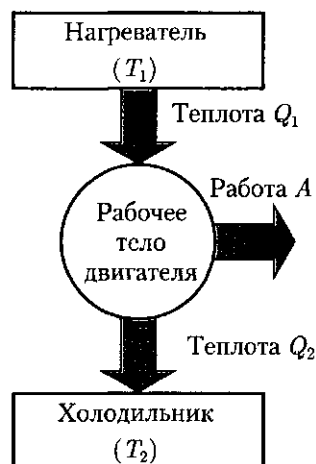 Нагреватель
(T₁)
Теплота Q₁
Работа A
Рабочее
тело
двигателя
Теплота Q₂
Холодильник
(T₂)